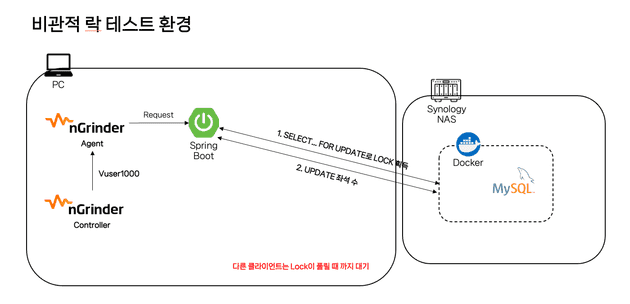 비관적 락 테스트 환경
PC
Synology
NAS
nGrinder
Agent
Request
Spring
Boot
1. SELECT... FOR UPDATE로 LOCK 획득
2. UPDATE 좌석 수
Docker
MySQL
Vuser1000
nGrinder
Controller
다른 클라이언트는 Lock이 풀릴 때 까지 대기